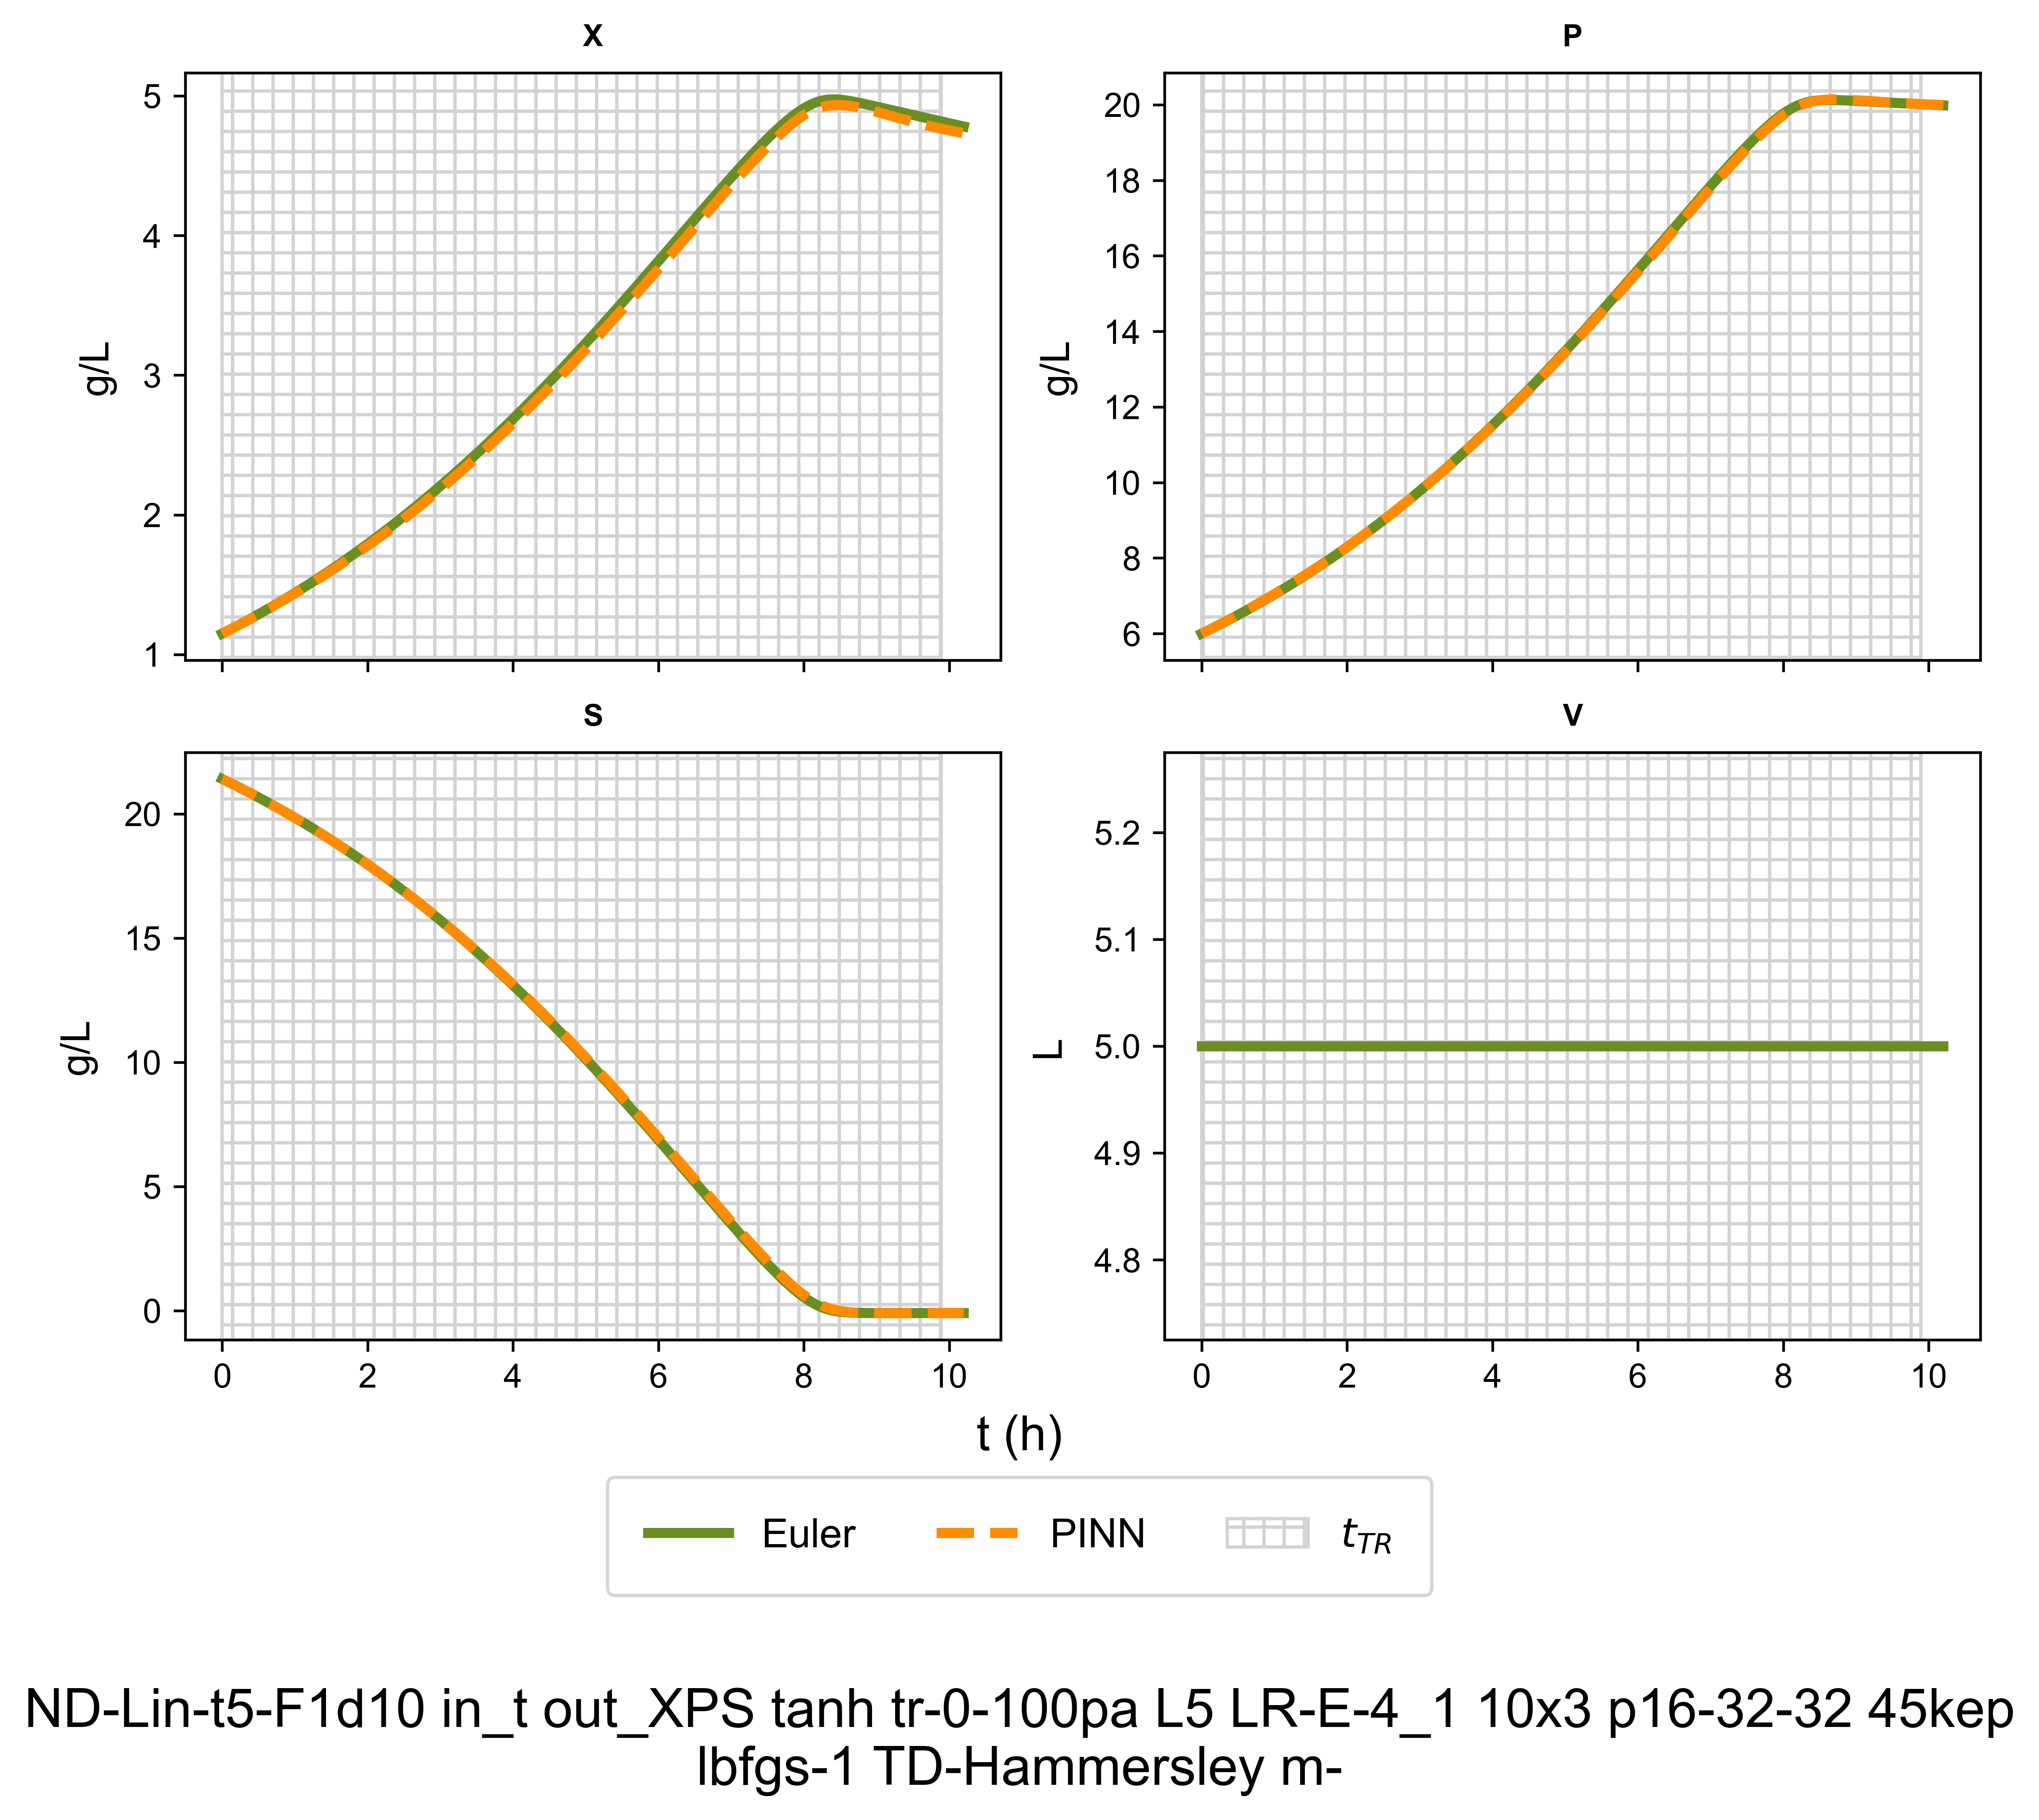 X
P
5
4
3
2
1
g/L
20
18
16
14
12
10
8
6
g/L
S
V
20
15
10
5
0
g/L
5.2
5.1
5.0
4.9
4.8
L
0 2 4 6 8 10
0 2 4 6 8 10
t (h)
Euler PINN t_TR
ND-Lin-t5-F1d10 in_t out_XPS tanh tr-0-100pa L5 LR-E-4_1 10x3 p16-32-32 45kep
lbfgs-1 TD-Hammersley m-